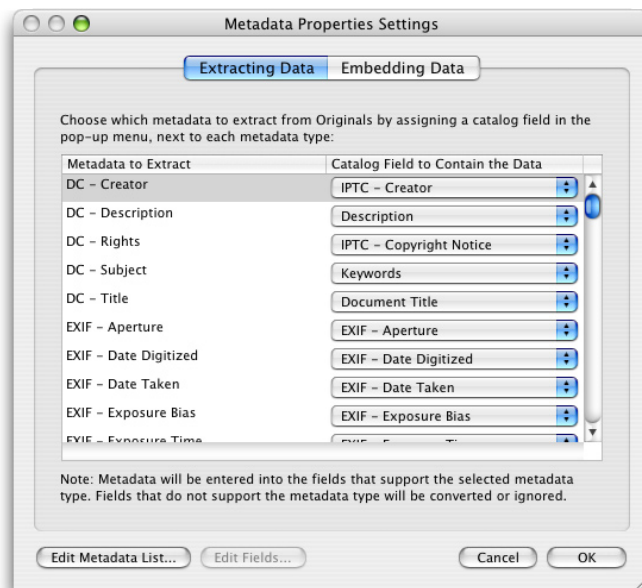 Metadata Properties Settings
Extracting Data Embedding Data
Choose which metadata to extract from Originals by assigning a catalog field in the
pop-up menu, next to each metadata type:
Metadata to Extract Catalog Field to Contain the Data
DC – Creator IPTC – Creator
DC – Description Description
DC – Rights IPTC – Copyright Notice
DC – Subject Keywords
DC – Title Document Title
EXIF – Aperture EXIF – Aperture
EXIF – Date Digitized EXIF – Date Digitized
EXIF – Date Taken EXIF – Date Taken
EXIF – Exposure Bias EXIF – Exposure Bias
EXIF – Exposure Time
Note: Metadata will be entered into the fields that support the selected metadata
type. Fields that do not support the metadata type will be converted or ignored.
Edit Metadata List... Edit Fields... Cancel OK